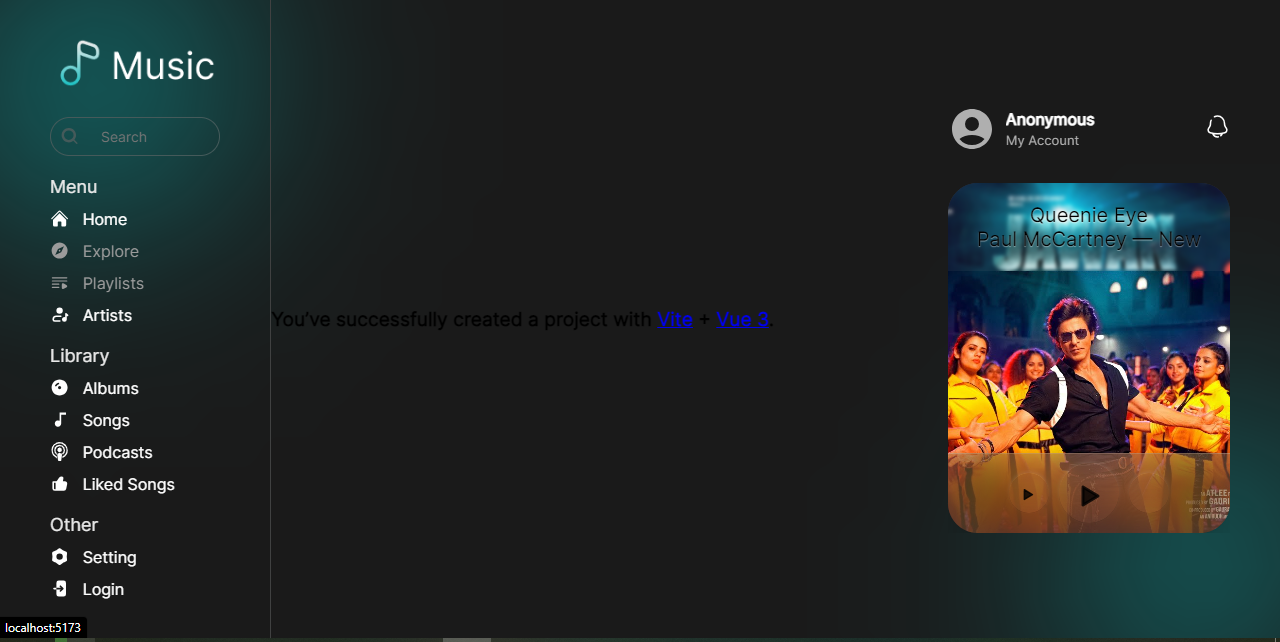 Music
Search
Menu
Home
Explore
Playlists
Artists
Library
Albums
Songs
Podcasts
Liked Songs
Other
Setting
Login
localhost:5173
You've successfully created a project with Vite + Vue 3.
Anonymous
My Account
Queenie Eye
Paul McCartney — New